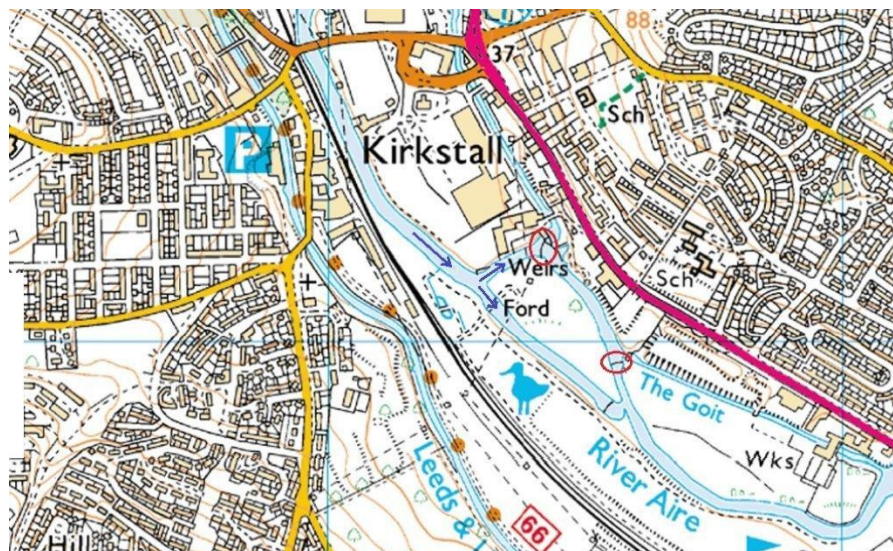 88
37
Sch
Kirkstall
P
Weirs
Sch
Ford
The Goit
River Aire
Wks
Leeds &
66
Hill